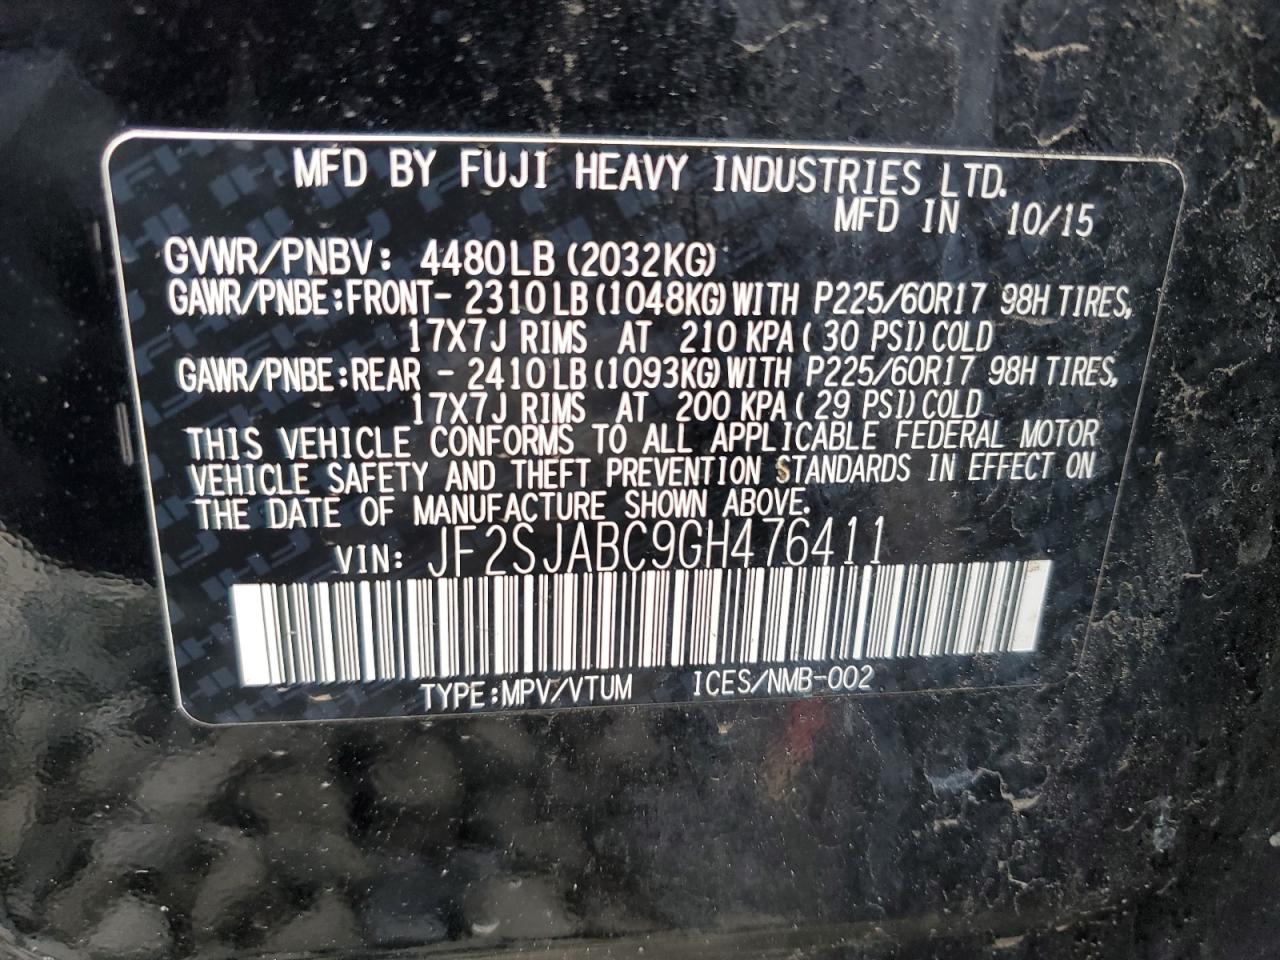 MFD BY FUJI HEAVY INDUSTRIES LTD.
MFD IN 10/15
GVWR/PNBV: 4480LB (2032KG)
GAWR/PNBE:FRONT- 2310LB(1048KG)WITH P225/60R17 98H TIRES,
17X7J RIMS AT 210 KPA( 30 PSI)COLD
GAWR/PNBE:REAR - 2410LB(1093KG)WITH P225/60R17 98H TIRES,
17X7J RIMS AT 200 KPA( 29 PSI)COLD
THIS VEHICLE CONFORMS TO ALL APPLICABLE FEDERAL MOTOR
VEHICLE SAFETY AND THEFT PREVENTION STANDARDS IN EFFECT ON
THE DATE OF MANUFACTURE SHOWN ABOVE.
VIN: JF2SJABC9GH476411
TYPE:MPV/VTUM ICES/NMB-002